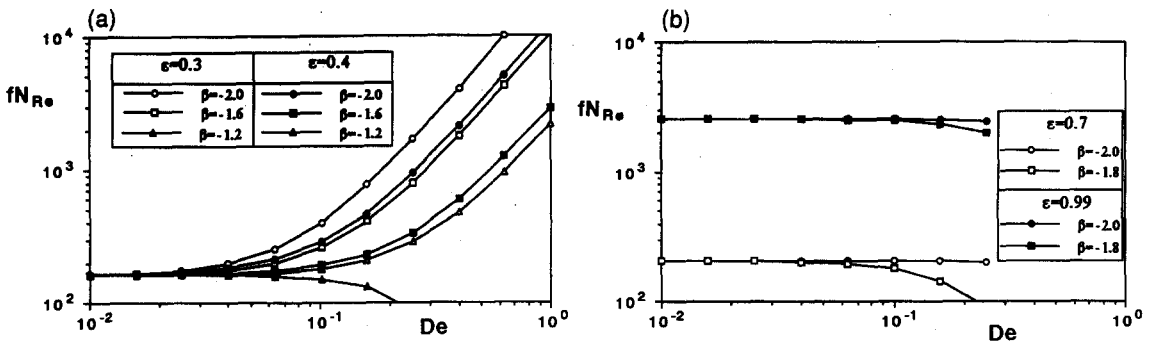 (a)
10⁴
fN_Re
10³
10²
ε=0.3 ε=0.4
β=-2.0 β=-2.0
β=-1.6 β=-1.6
β=-1.2 β=-1.2
10⁻² 10⁻¹ De 10⁰
(b)
10⁴
fN_Re
10³
10²
ε=0.7
β=-2.0
β=-1.8
ε=0.99
β=-2.0
β=-1.8
10⁻² 10⁻¹ De 10⁰